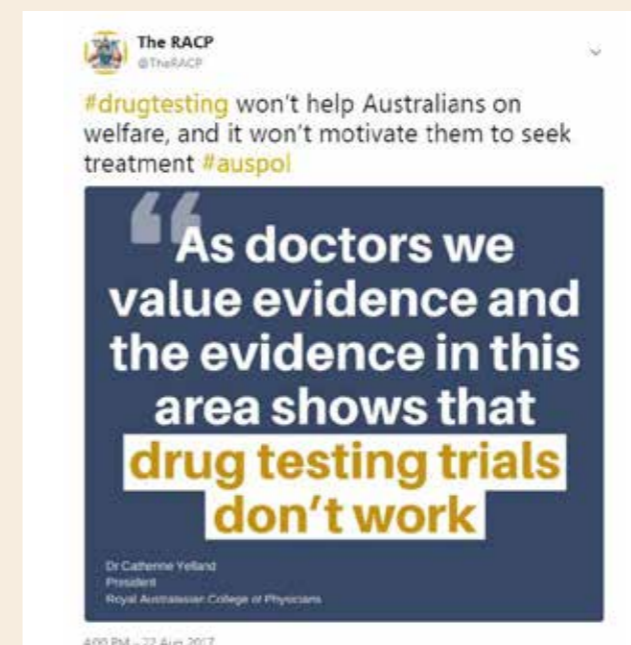 The RACP
@TheRACP
#drugtesting won't help Australians on
welfare, and it won't motivate them to seek
treatment #auspol
“As doctors we
value evidence and
the evidence in this
area shows that
drug testing trials
don't work
Dr Catherine Yelland
President
Royal Australasian College of Physicians
4:00 PM - 22 Aug 2017